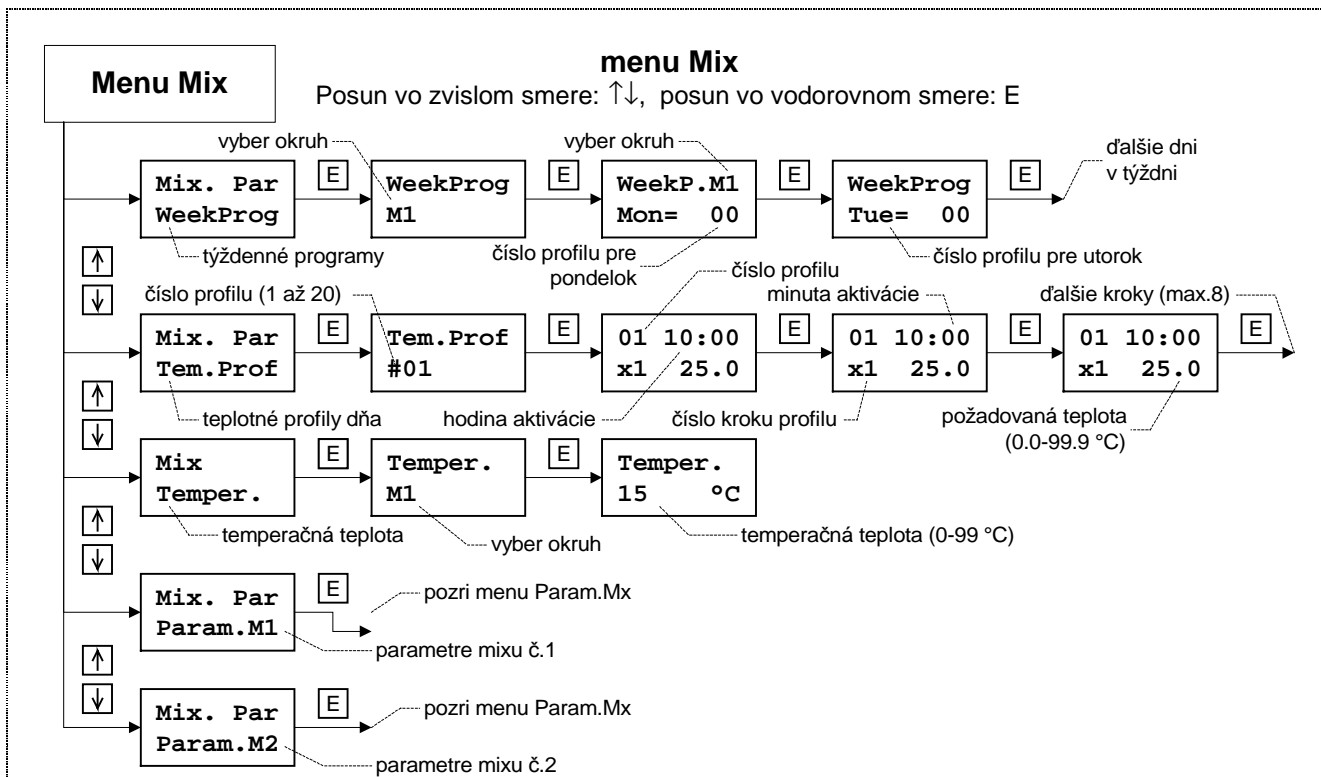 Menu Mix
menu Mix
Posun vo zvislom smere: ↑↓, posun vo vodorovnom smere: E
vyber okruh
vyber okruh
ďalšie dni
v týždni
Mix. Par
WeekProg
E
WeekProg
M1
E
WeekP.M1
Mon= 00
E
WeekProg
Tue= 00
E
týždenné programy
číslo profilu pre
pondelok
číslo profilu pre utorok
↑
↓
číslo profilu (1 až 20)
číslo profilu
minuta aktivácie
ďalšie kroky (max.8)
Mix. Par
Tem.Prof
E
Tem.Prof
#01
E
01 10:00
x1 25.0
E
01 10:00
x1 25.0
E
01 10:00
x1 25.0
E
teplotné profily dňa
hodina aktivácie
číslo kroku profilu
požadovaná teplota
(0.0-99.9 °C)
↑
↓
Mix
Temper.
E
Temper.
M1
E
Temper.
15 °C
temperačná teplota
vyber okruh
temperačná teplota (0-99 °C)
↑
↓
Mix. Par
Param.M1
E
pozri menu Param.Mx
parametre mixu č.1
↑
↓
Mix. Par
Param.M2
E
pozri menu Param.Mx
parametre mixu č.2